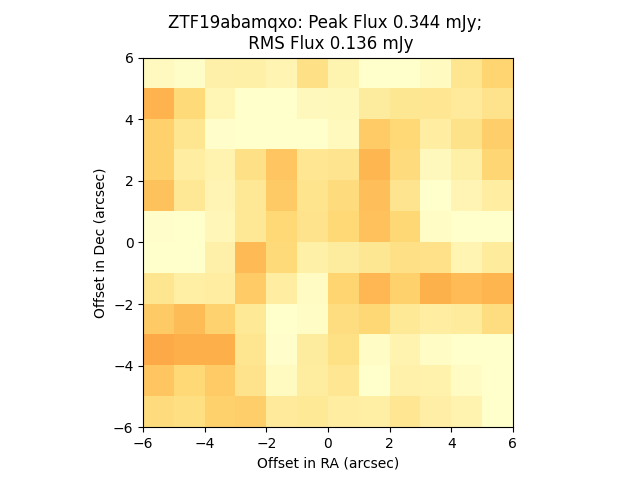 ZTF19abamqxo: Peak Flux 0.344 mJy;
RMS Flux 0.136 mJy
6
4
2
0
−2
−4
−6
Offset in Dec (arcsec)
−6 −4 −2 0 2 4 6
Offset in RA (arcsec)